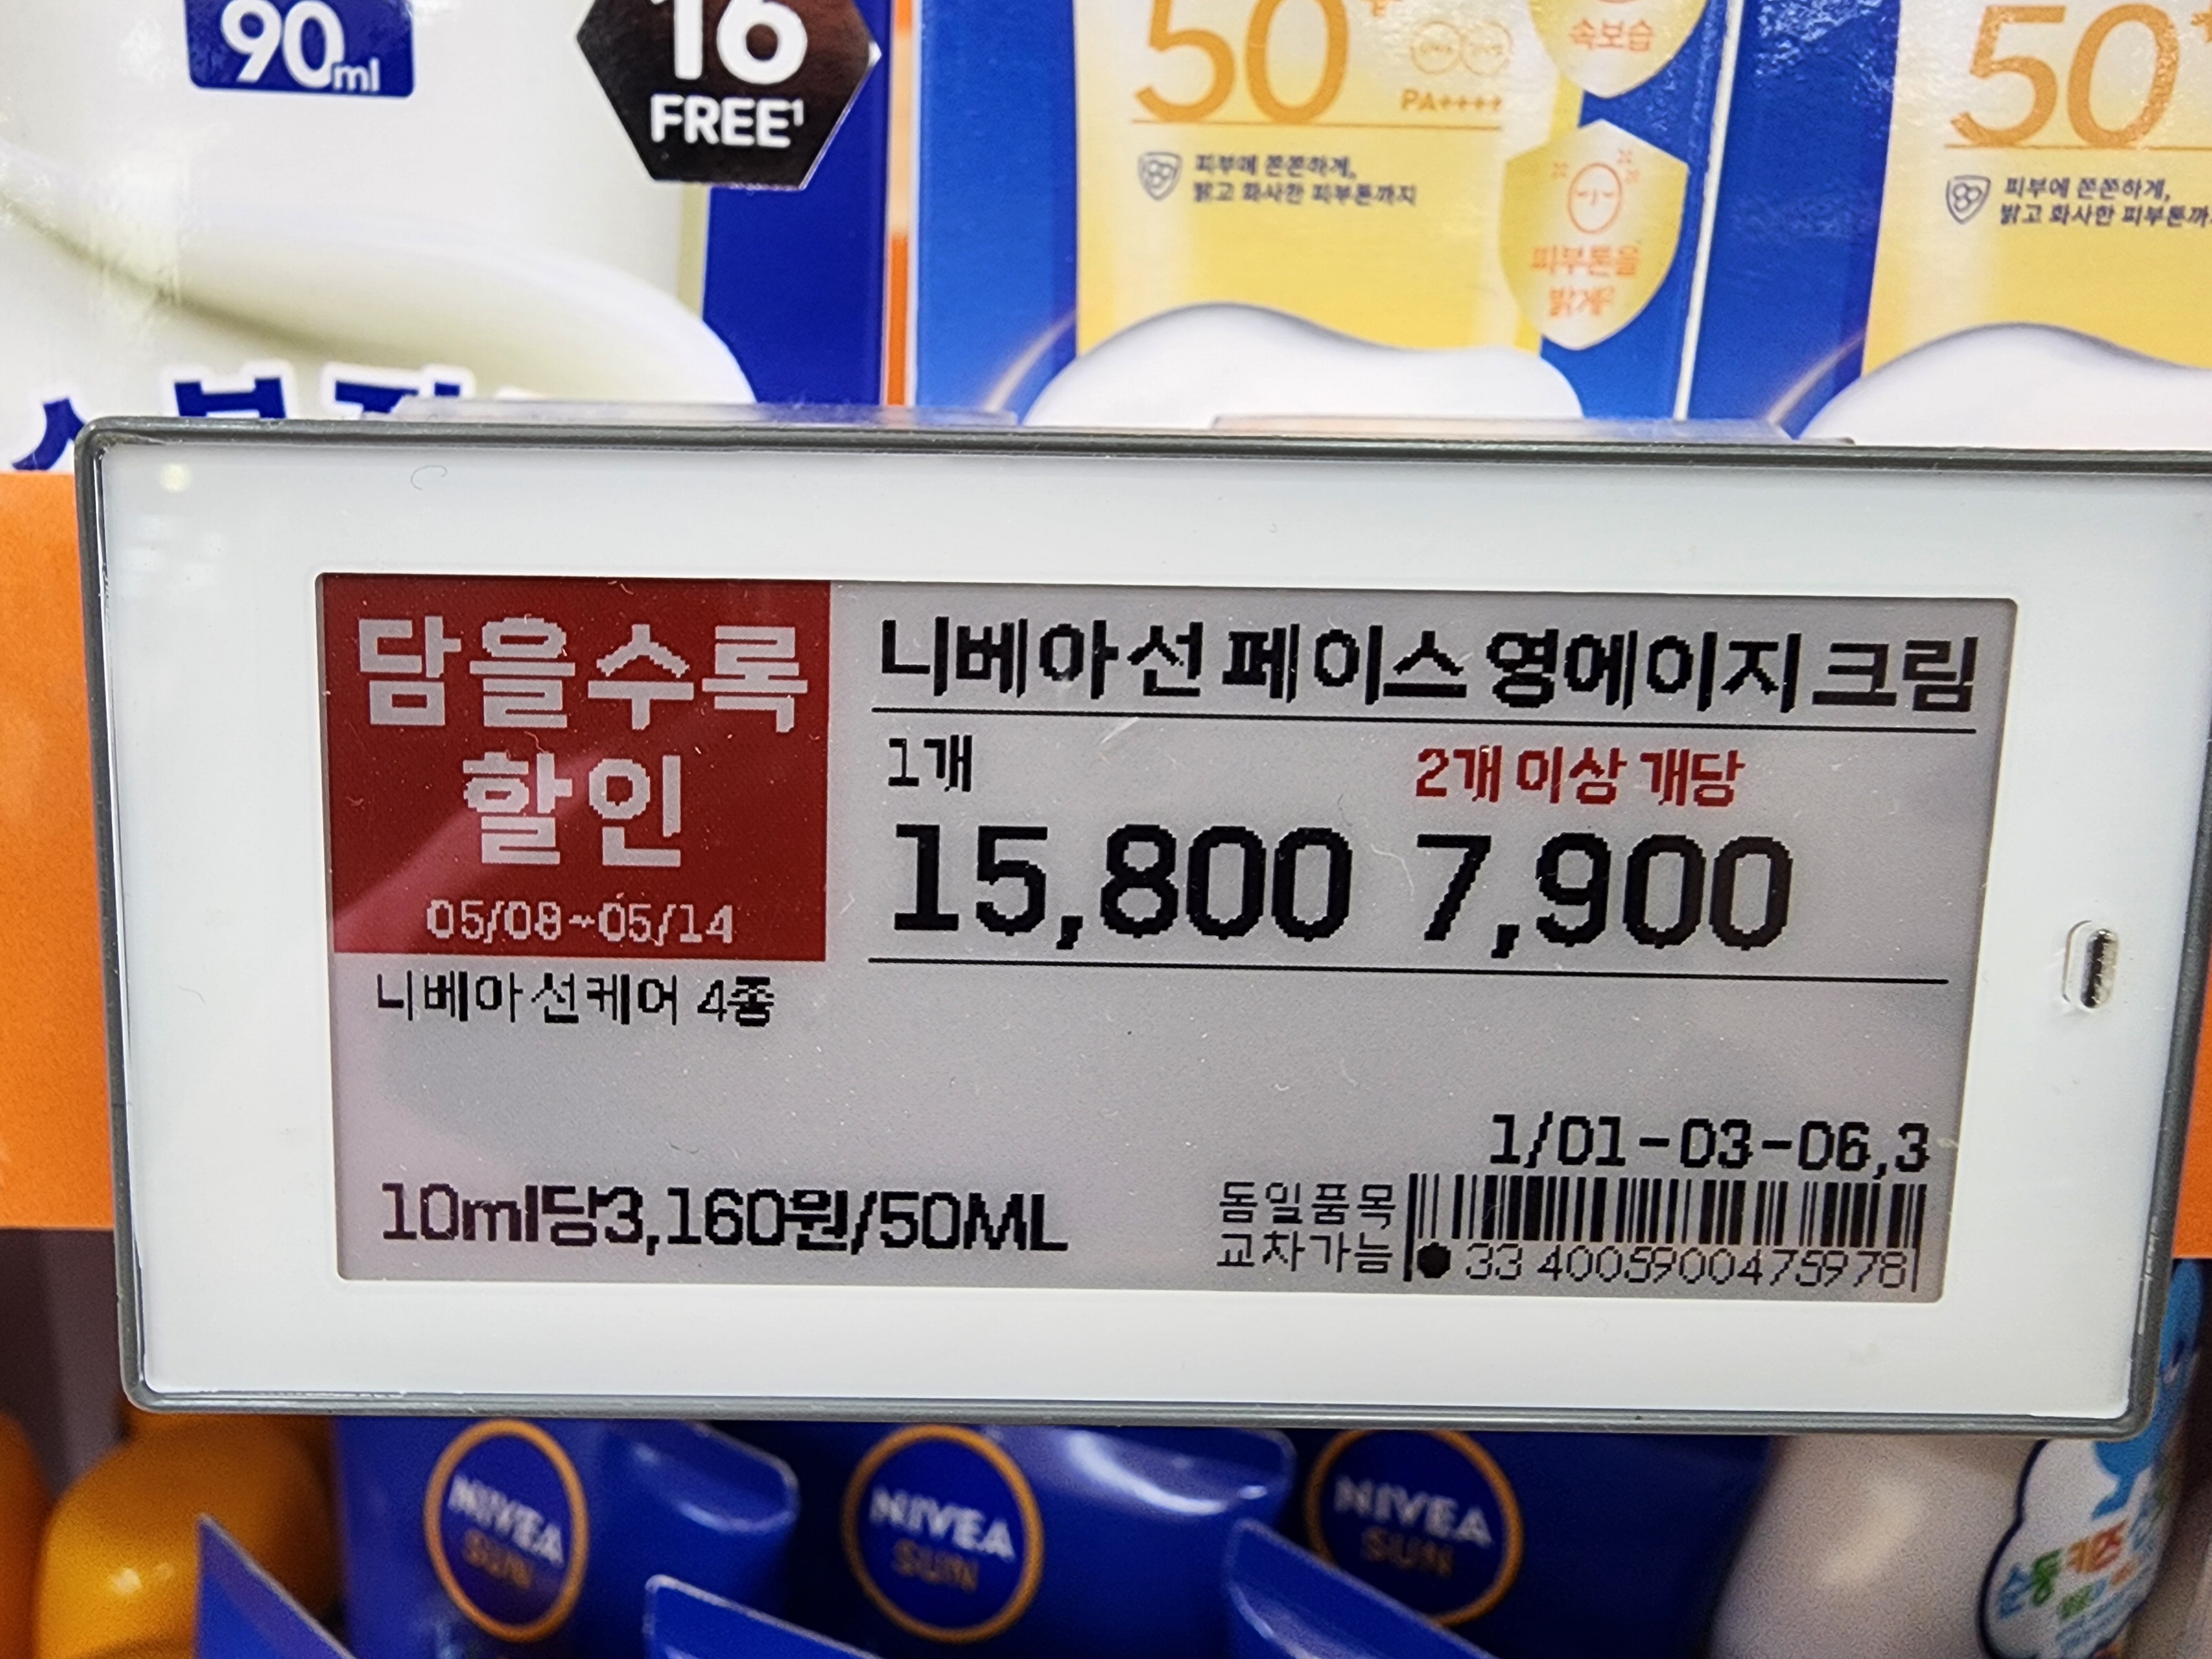 90ml
16
FREE¹
50+
PA++++
피부에 쫀쫀하게,
밝고 화사한 피부톤까지
속보습
피부톤을
밝게²
50+
피부에 쫀쫀하게,
밝고 화사한 피부톤까
담을수록
할인
05/08~05/14
니베아 선케어 4종
니베아 선 페이스 영에이지 크림
1개
2개 이상 개당
15,800 7,900
1/01-03-06,3
10ml당3,160원/50ML
동일품목
교차가능
● 33 4005900475978
NIVEA
SUN
NIVEA
SUN
NIVEA
SUN
순둥키즈